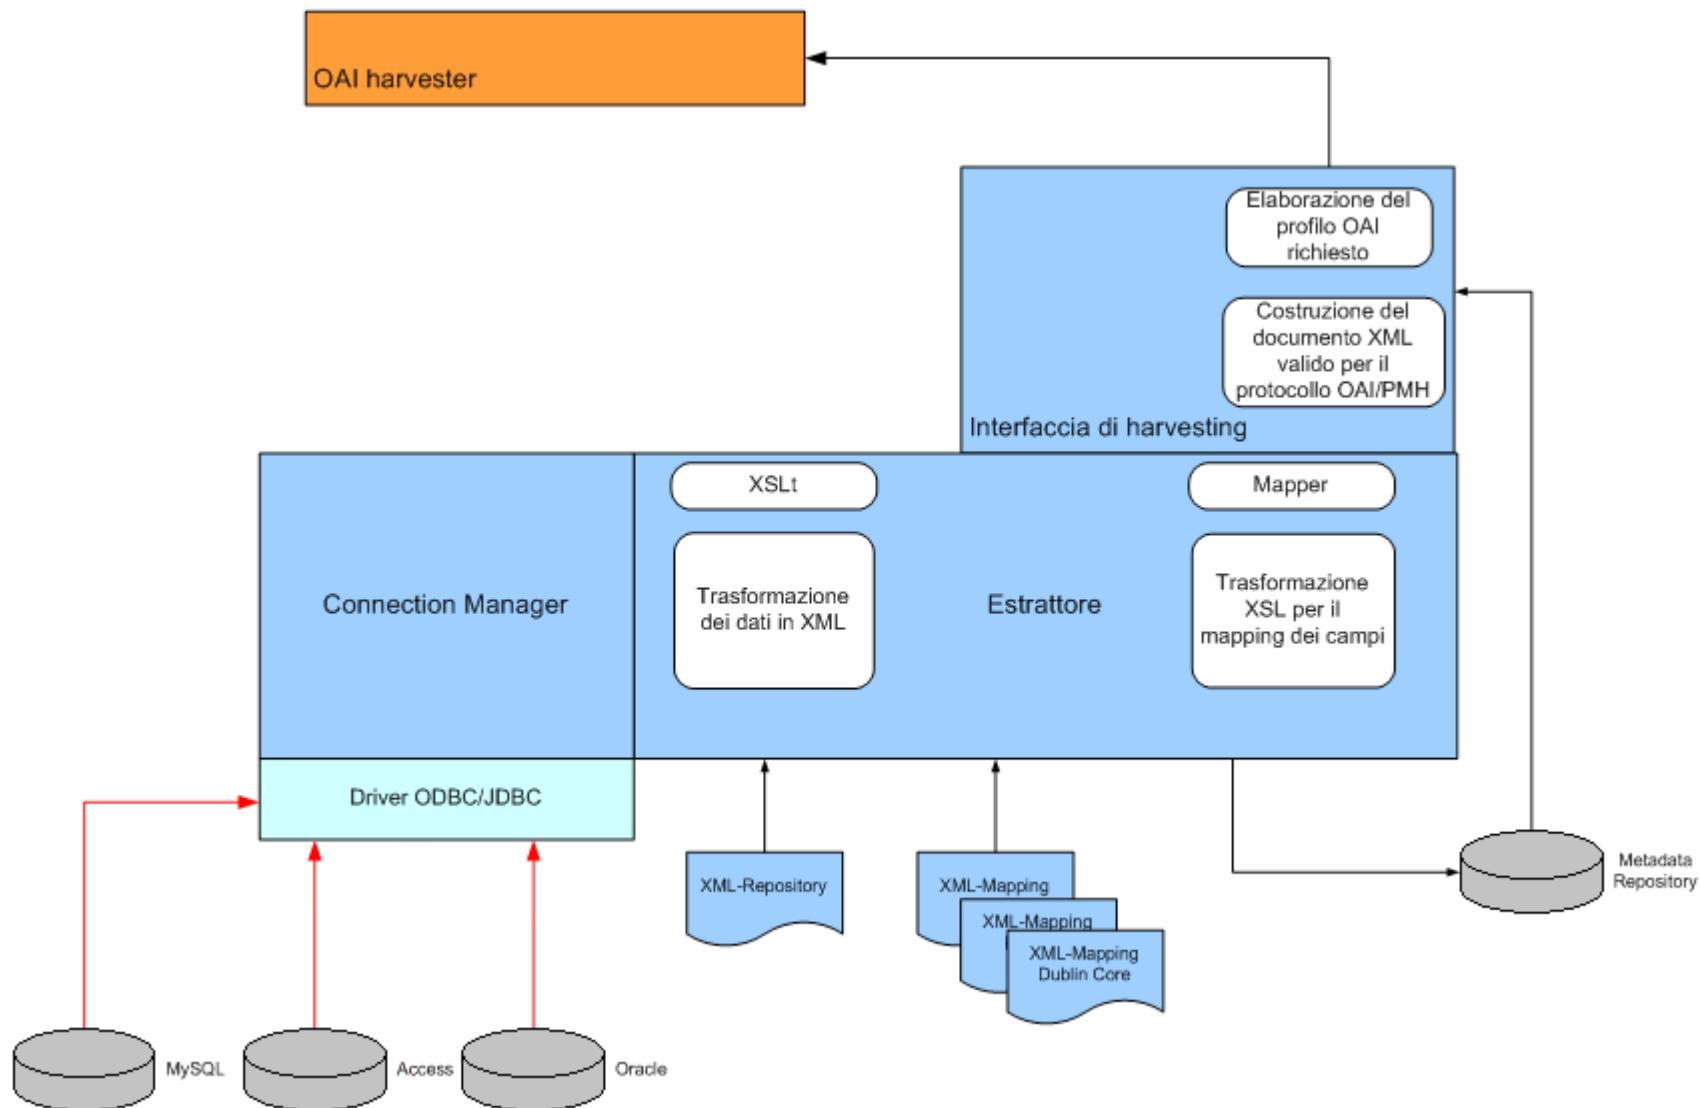 OAI harvester
Elaborazione del
profilo OAI
richiesto
Costruzione del
documento XML
valido per il
protocollo OAI/PMH
Interfaccia di harvesting
XSLt
Mapper
Connection Manager
Trasformazione
dei dati in XML
Estrattore
Trasformazione
XSL per il
mapping dei campi
Driver ODBC/JDBC
XML-Repository
XML-Mapping
XML-Mapping
XML-Mapping
Dublin Core
Metadata
Repository
MySQL
Access
Oracle